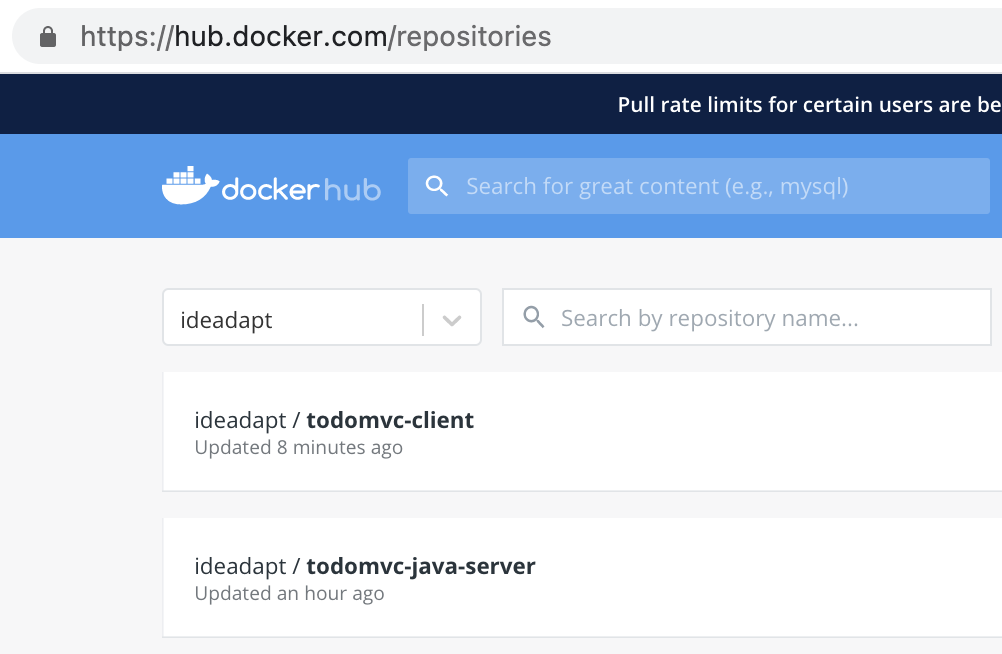 https://hub.docker.com/repositories
Pull rate limits for certain users are be
docker hub
Search for great content (e.g., mysql)
ideadapt
Search by repository name...
ideadapt / todomvc-client
Updated 8 minutes ago
ideadapt / todomvc-java-server
Updated an hour ago